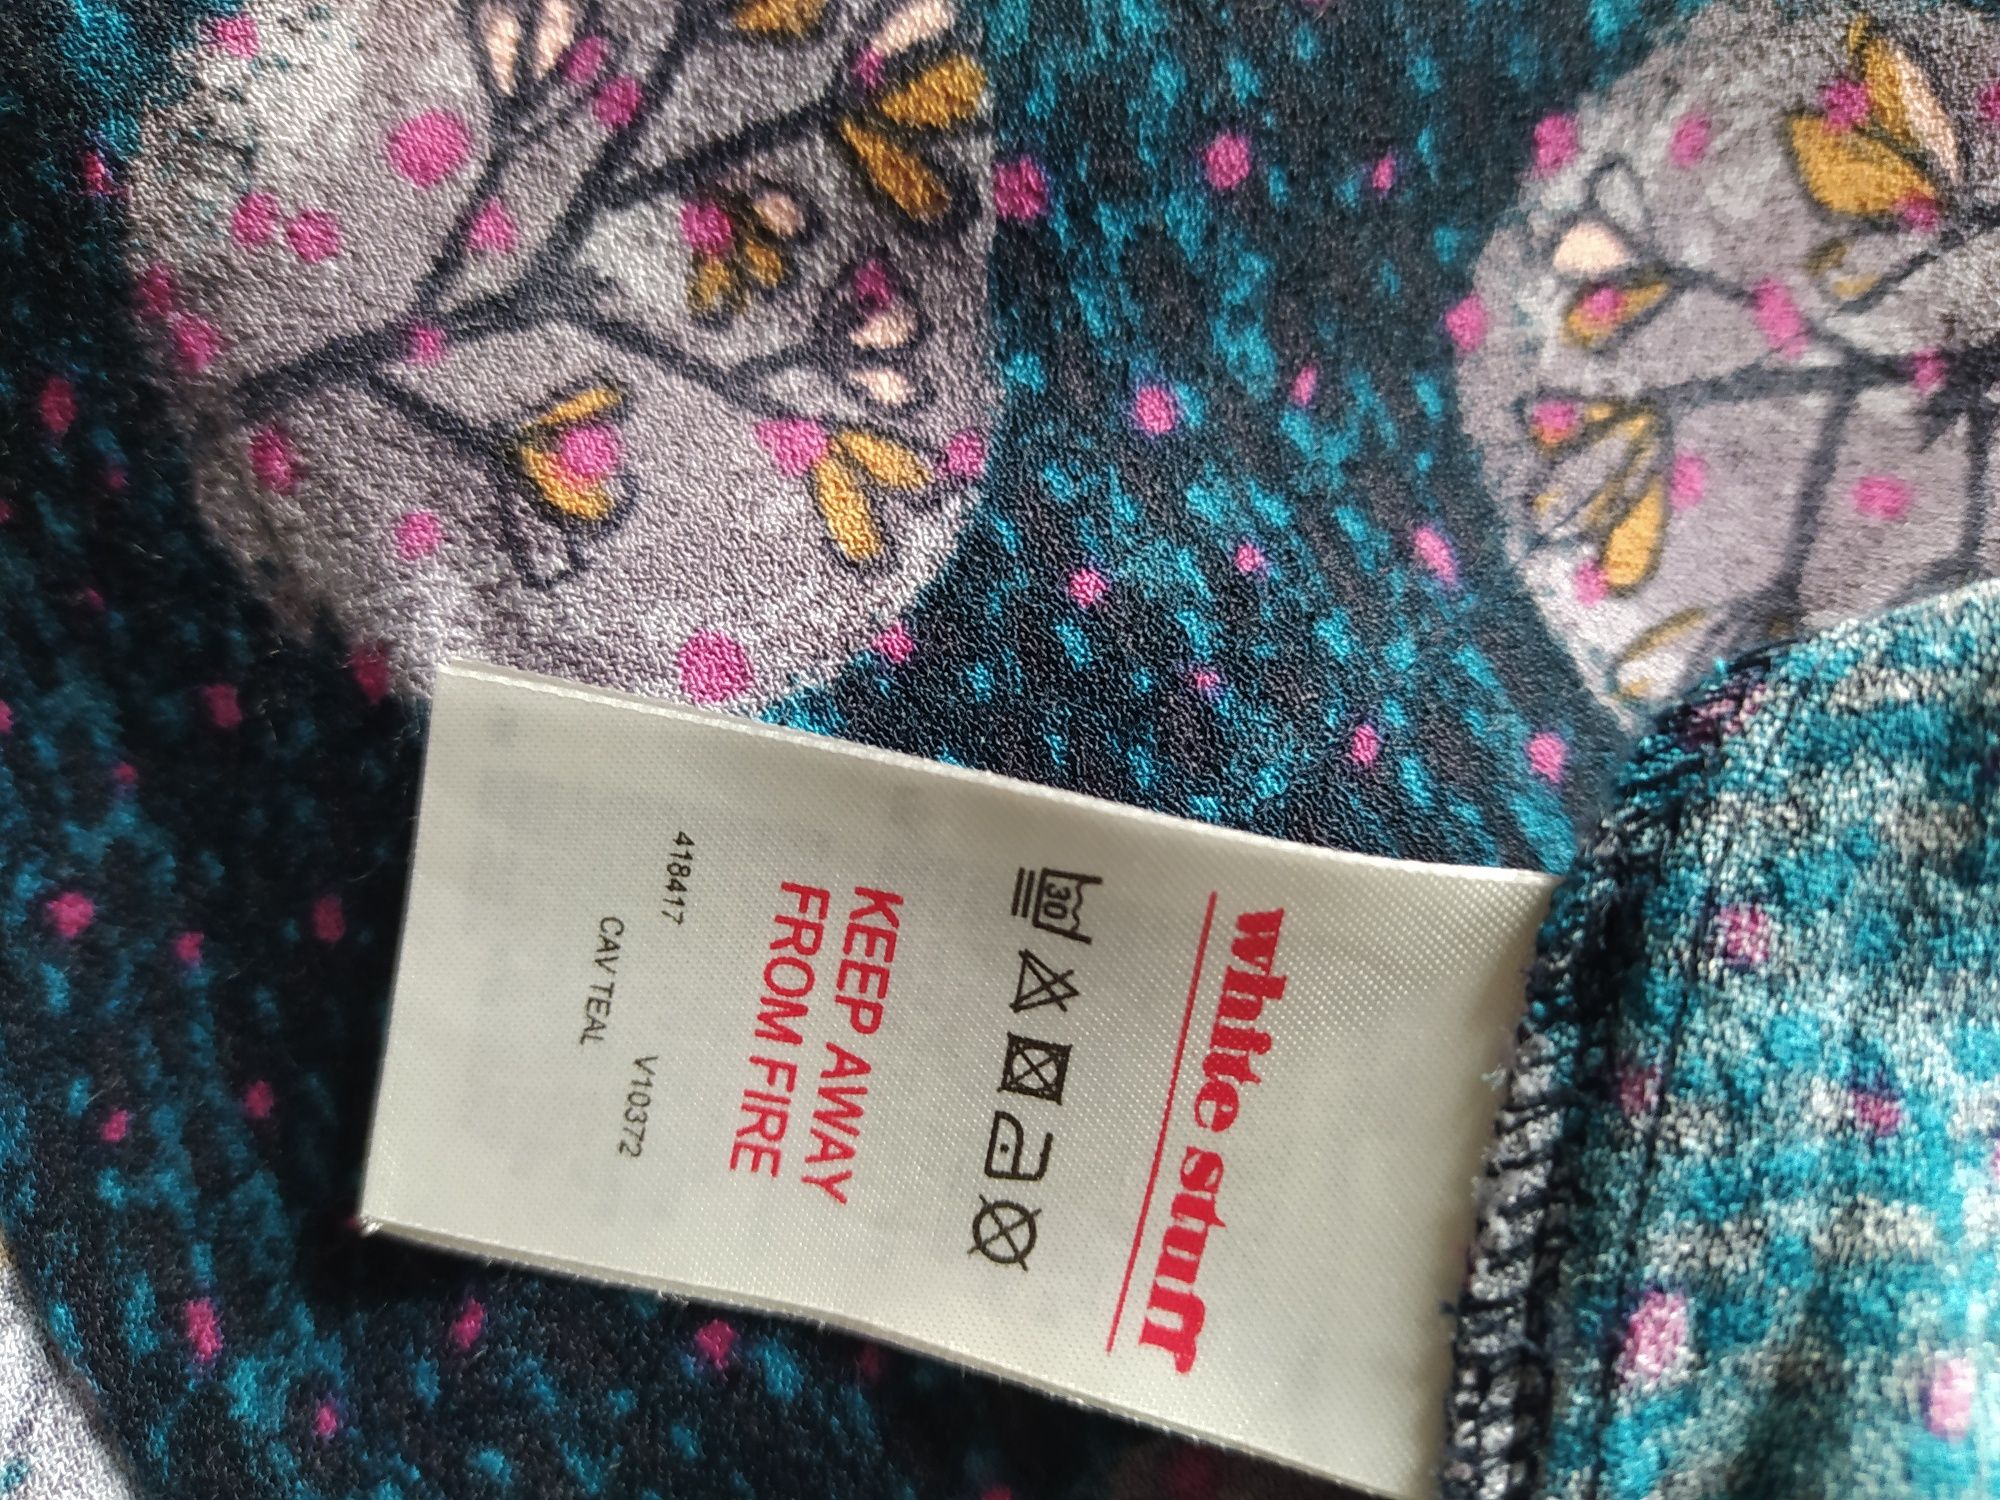 white stuff
30
KEEP AWAY
FROM FIRE
418417 V10372
CAV TEAL